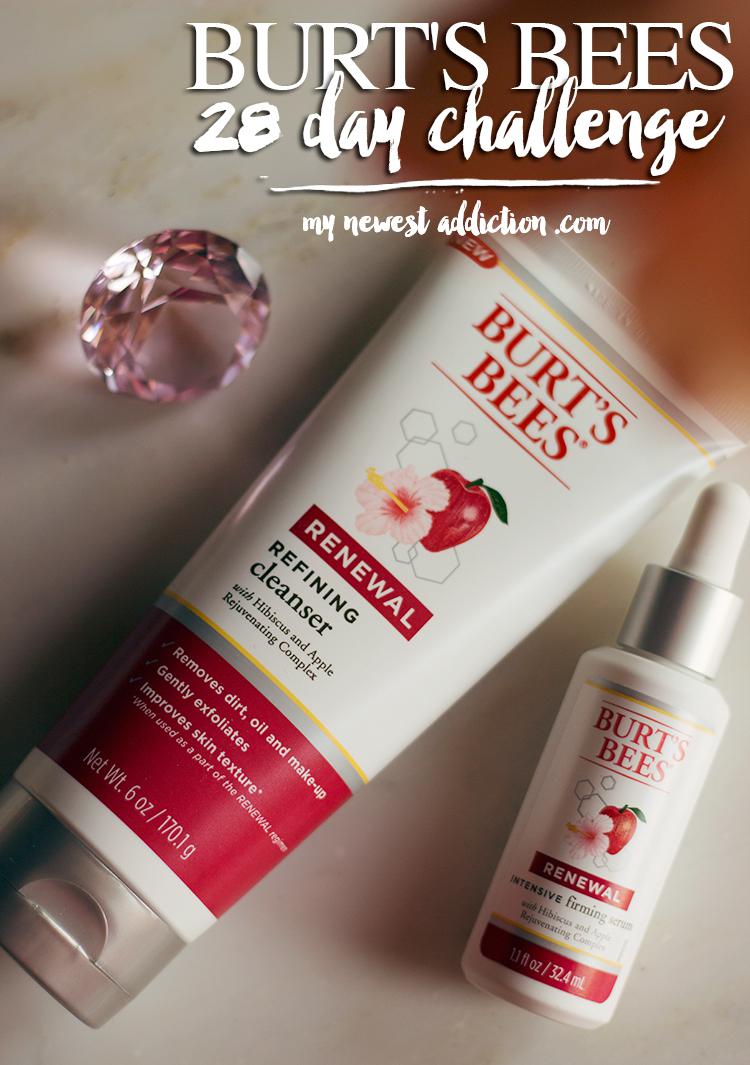 BURT'S BEES
28 day challenge
my newest addiction .com
NEW
BURT'S
BEES®
RENEWAL
REFINING
cleanser
with Hibiscus and Apple
Rejuvenating Complex
✓ Removes dirt, oil and make-up
✓ Gently exfoliates
✓ Improves skin texture*
*When used as a part of the RENEWAL regimen
Net Wt. 6 oz / 170.1 g
BURT'S
BEES
RENEWAL
INTENSIVE firming serum
with Hibiscus and Apple
Rejuvenating Complex
1.1 fl oz / 32.4 mL